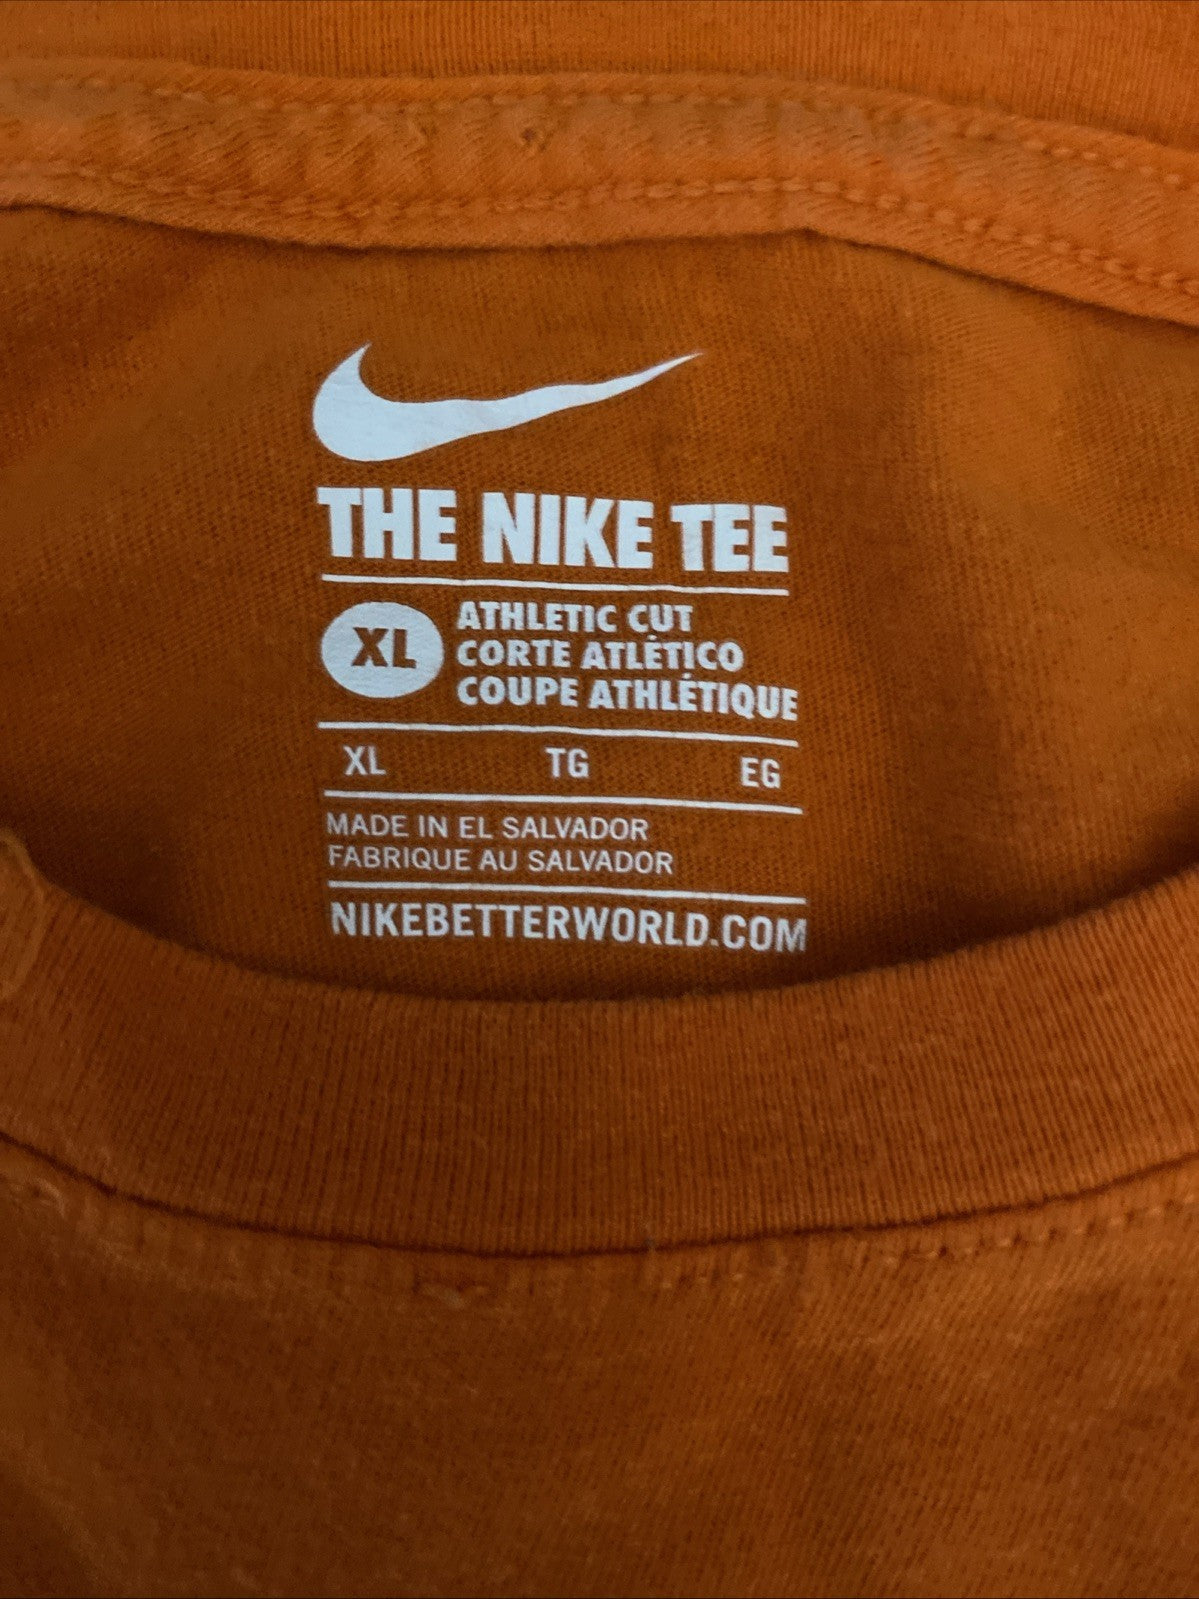 THE NIKE TEE
XL
ATHLETIC CUT
CORTE ATLÉTICO
COUPE ATHLÉTIQUE
XL TG EG
MADE IN EL SALVADOR
FABRIQUE AU SALVADOR
NIKEBETTERWORLD.COM